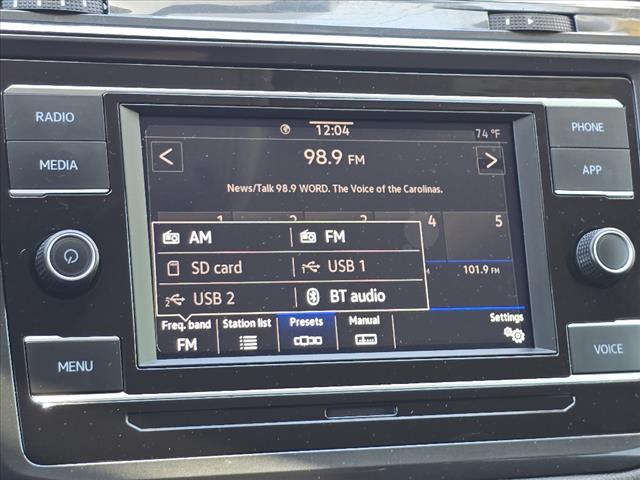 12:04
74 °F
RADIO
MEDIA
PHONE
APP
98.9 FM
News/Talk 98.9 WORD. The Voice of the Carolinas.
1 2 3 4 5
AM FM
SD card USB 1
USB 2 BT audio
101.9 FM
Freq. band Station list Presets Manual Settings
FM
MENU
VOICE